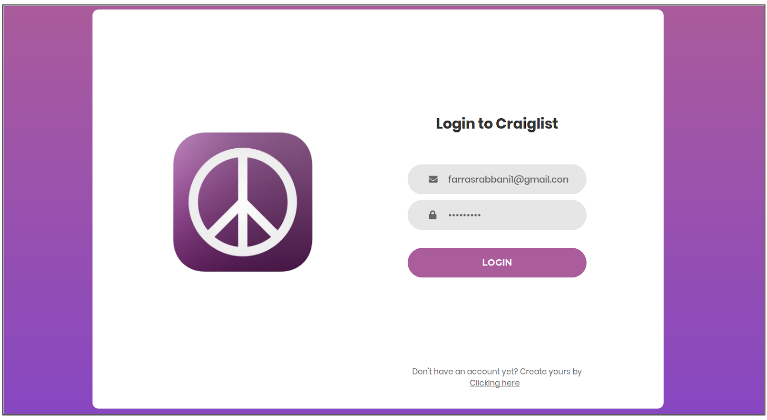 Login to Craiglist
farrasrabbani1@gmail.con
•••••••••
LOGIN
Don't have an account yet? Create yours by
Clicking here